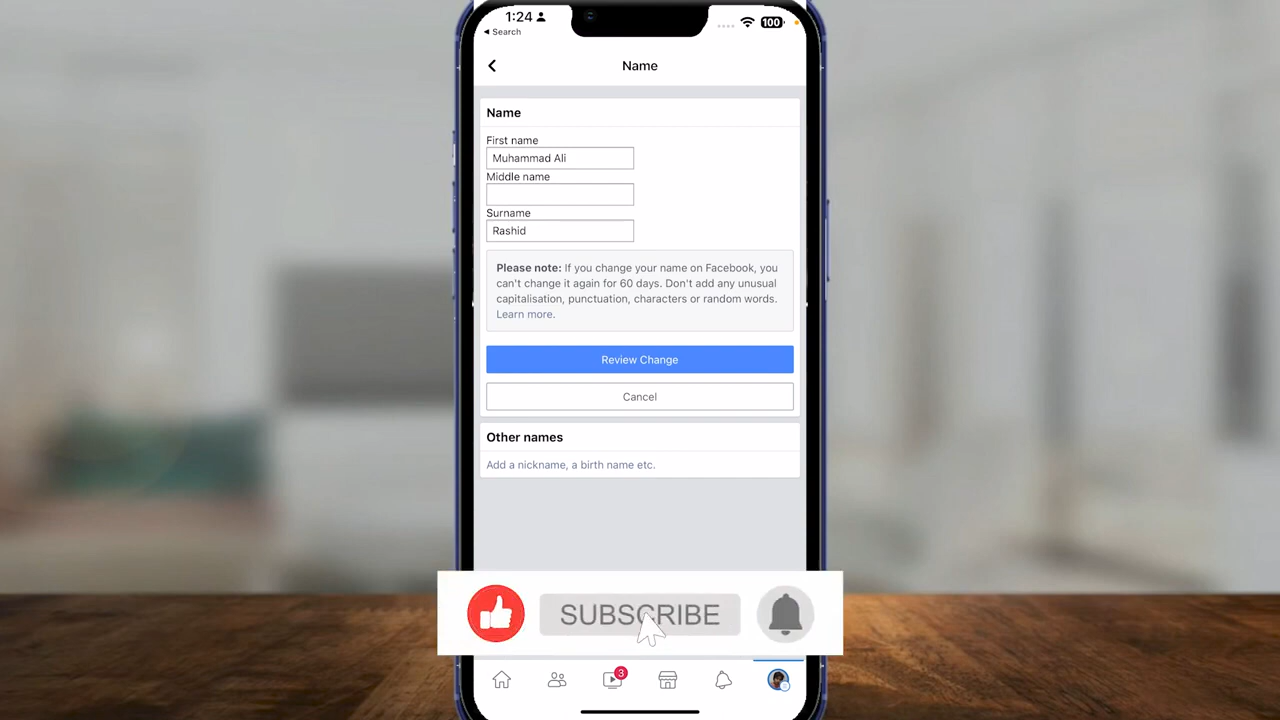 1:24
100
◄ Search
Name
Name
First name
Muhammad Ali
Middle name
Surname
Rashid
Please note: If you change your name on Facebook, you
can't change it again for 60 days. Don't add any unusual
capitalisation, punctuation, characters or random words.
Learn more.
Review Change
Cancel
Other names
Add a nickname, a birth name etc.
SUBSCRIBE
3